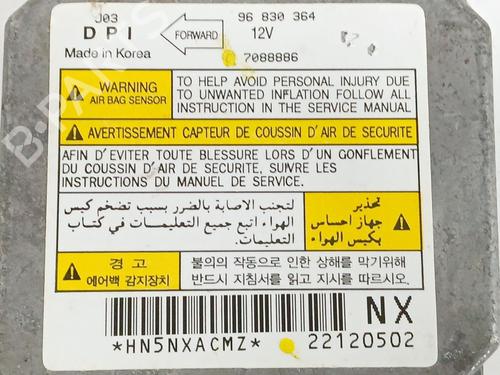 J03
96 830 364
DPI
FORWARD
12V
Made in Korea
7088886
WARNING
AIR BAG SENSOR
TO HELP AVOID PERSONAL INJURY DUE
TO UNWANTED INFLATION FOLLOW ALL
INSTRUCTION IN THE SERVICE MANUAL
AVERTISSEMENT CAPTEUR DE COUSSIN D'AIR DE SECURITE
AFIN D'EVITER TOUTE BLESSURE LORS D'UN GONFLEMENT
DU COUSSIN D'AIR DE SECURITE, SUIVRE LES
INSTRUCTIONS DU MANUEL DE SERVICE.
لتجنب الاصابة بالضرر بسبب تضخم كيس
الهواء اتبع جميع التعليمات في كتاب
التعليمات.
تحذير
جهاز احساس
بكيس الهواء
경 고
에어백 감지장치
불의의 작동으로 인한 상해를 막기위해
반드시 지침서를 읽고 지시를 따르시오.
NX
*HN5NXACMZ*
22120502
B-PARTS